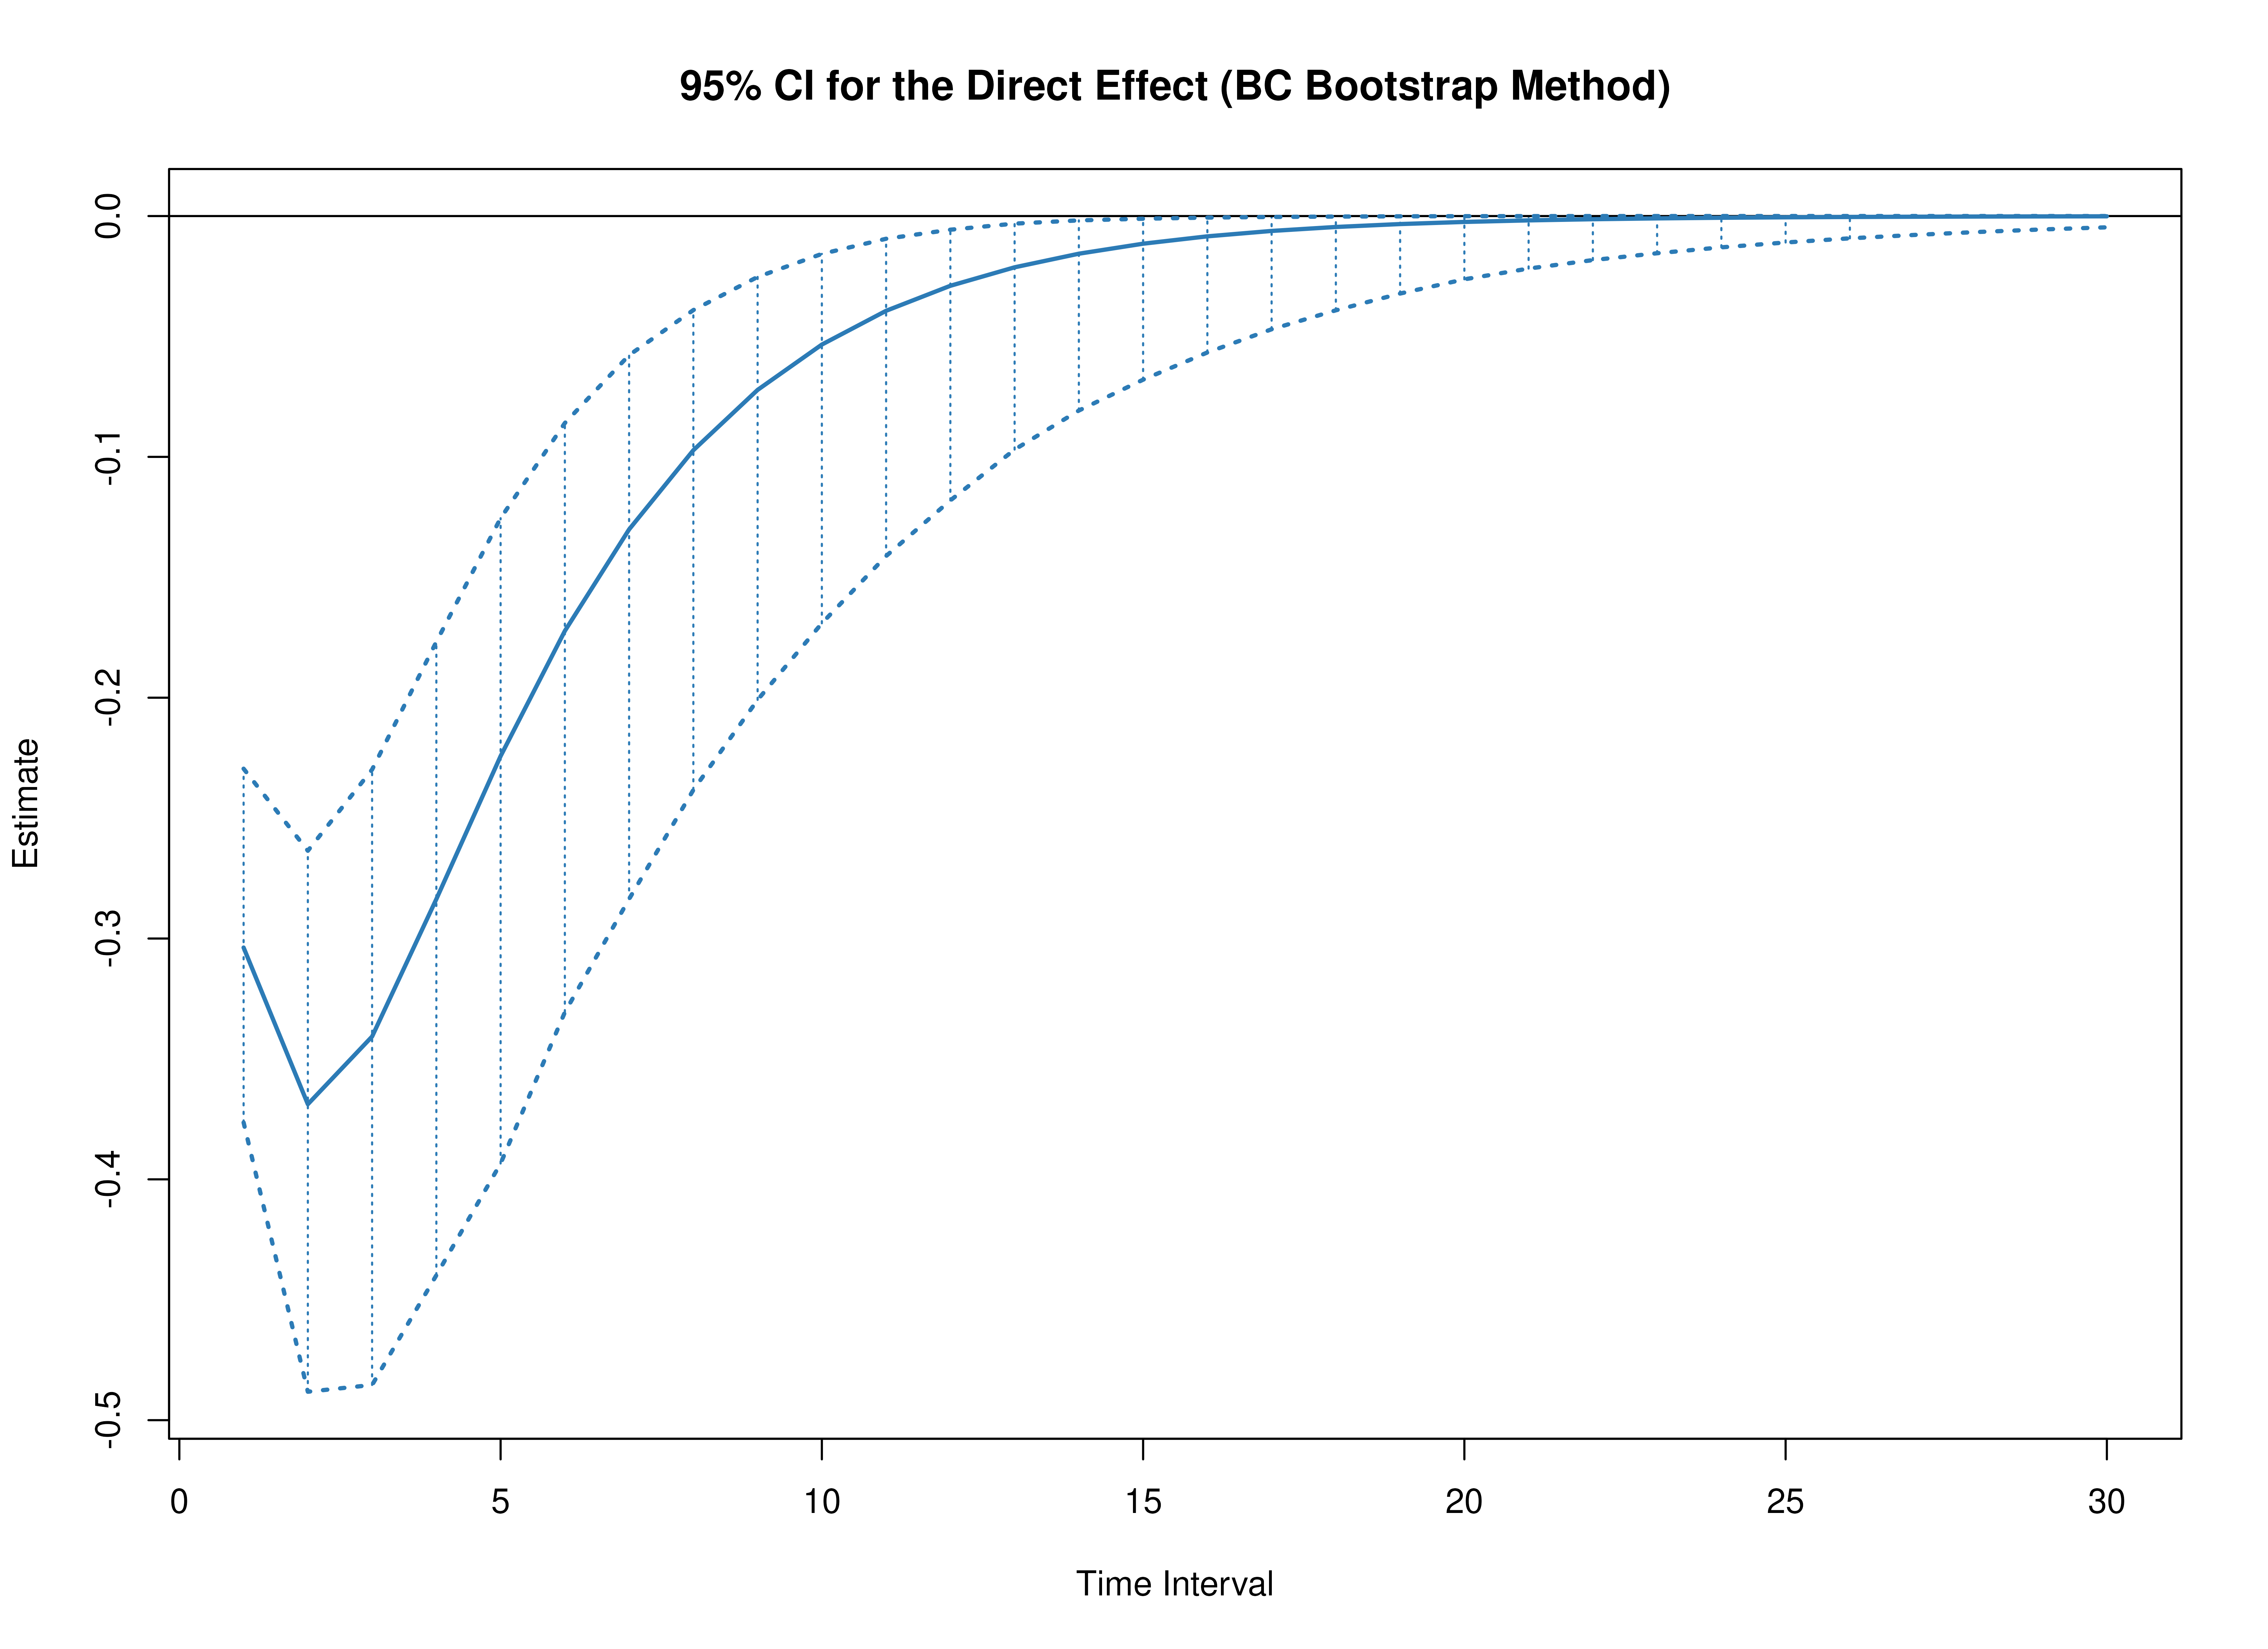 95% CI for the Direct Effect (BC Bootstrap Method)
Estimate
0.0
-0.1
-0.2
-0.3
-0.4
-0.5
0 5 10 15 20 25 30
Time Interval